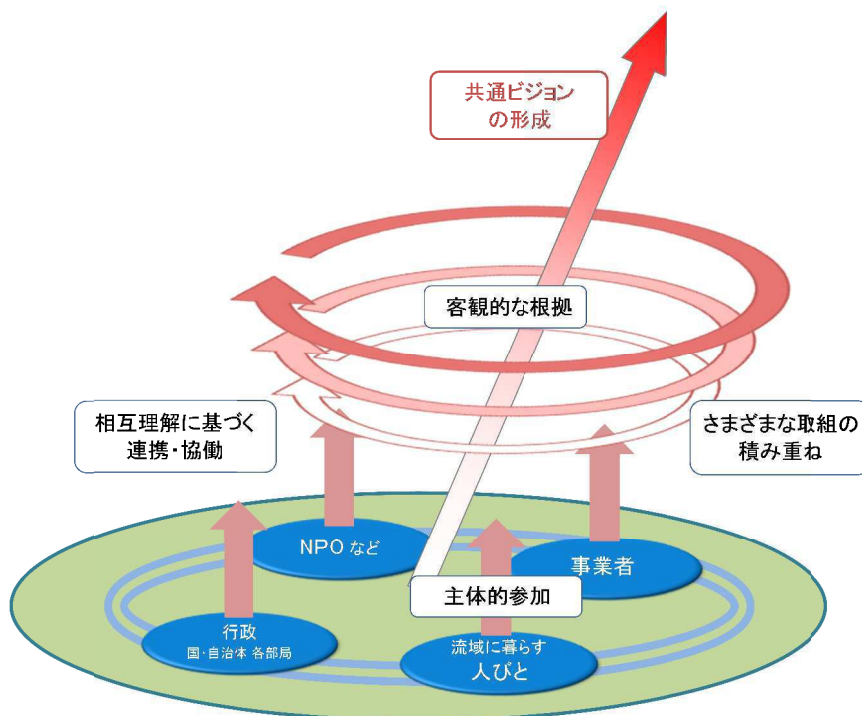 共通ビジョン
の形成
客観的な根拠
相互理解に基づく
連携・協働
さまざまな取組の
積み重ね
NPO など
事業者
主体的参加
行政
国・自治体 各部局
流域に暮らす
人びと